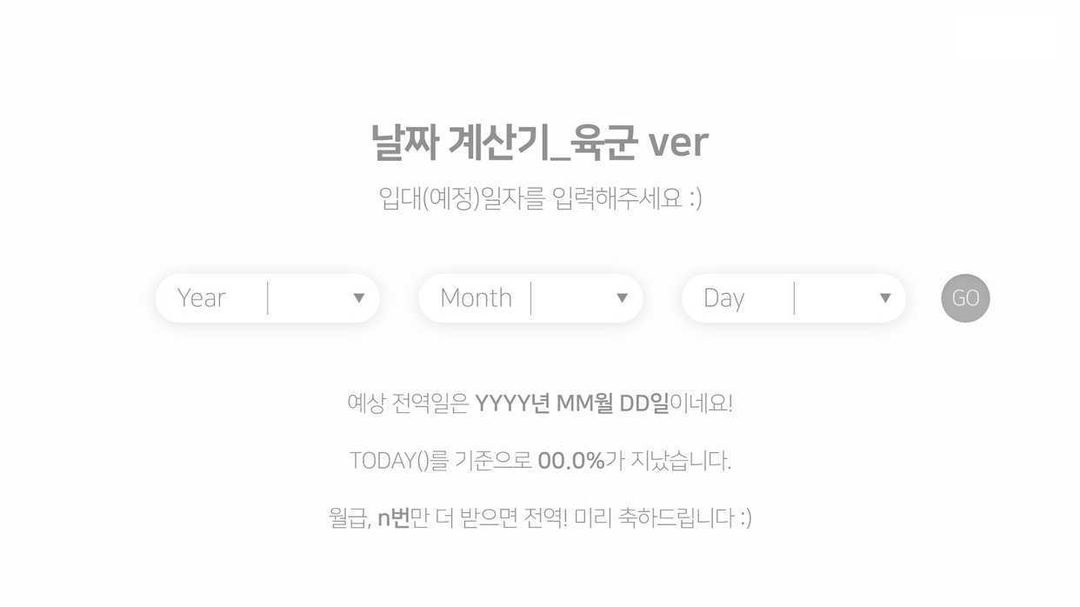 날짜 계산기_육군 ver
입대(예정)일자를 입력해주세요 :)
Year Month Day GO
예상 전역일은 YYYY년 MM월 DD일이네요!
TODAY()를 기준으로 00.0%가 지났습니다.
월급, n번만 더 받으면 전역! 미리 축하드립니다 :)